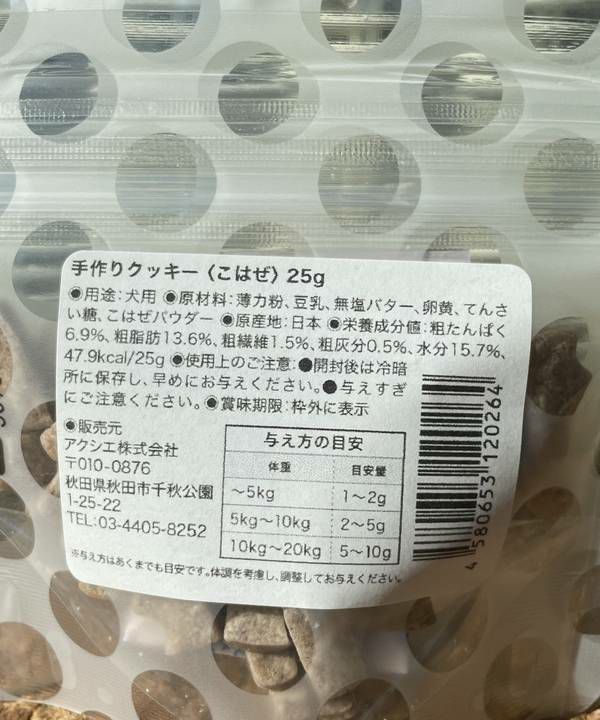 手作りクッキー〈こはぜ〉25g
◉用途:犬用 ◉原材料:薄力粉、豆乳、無塩バター、卵黄、てんさ
い糖、こはぜパウダー ◉原産地:日本 ◉栄養成分値:粗たんぱく
6.9%、粗脂肪13.6%、粗繊維1.5%、粗灰分0.5%、水分15.7%、
47.9kcal/25g ◉使用上のご注意:●開封後は冷暗
所に保存し、早めにお与えください。●与えすぎ
にご注意ください。◉賞味期限:枠外に表示
◉販売元
アクシエ株式会社
〒010-0876
秋田県秋田市千秋公園
1-25-22
TEL:03-4405-8252
与え方の目安
体重 目安量
～5kg 1～2g
5kg～10kg 2～5g
10kg～20kg 5～10g
※与え方はあくまでも目安です。体調を考慮し、調整してお与えください。
4 580653 120264